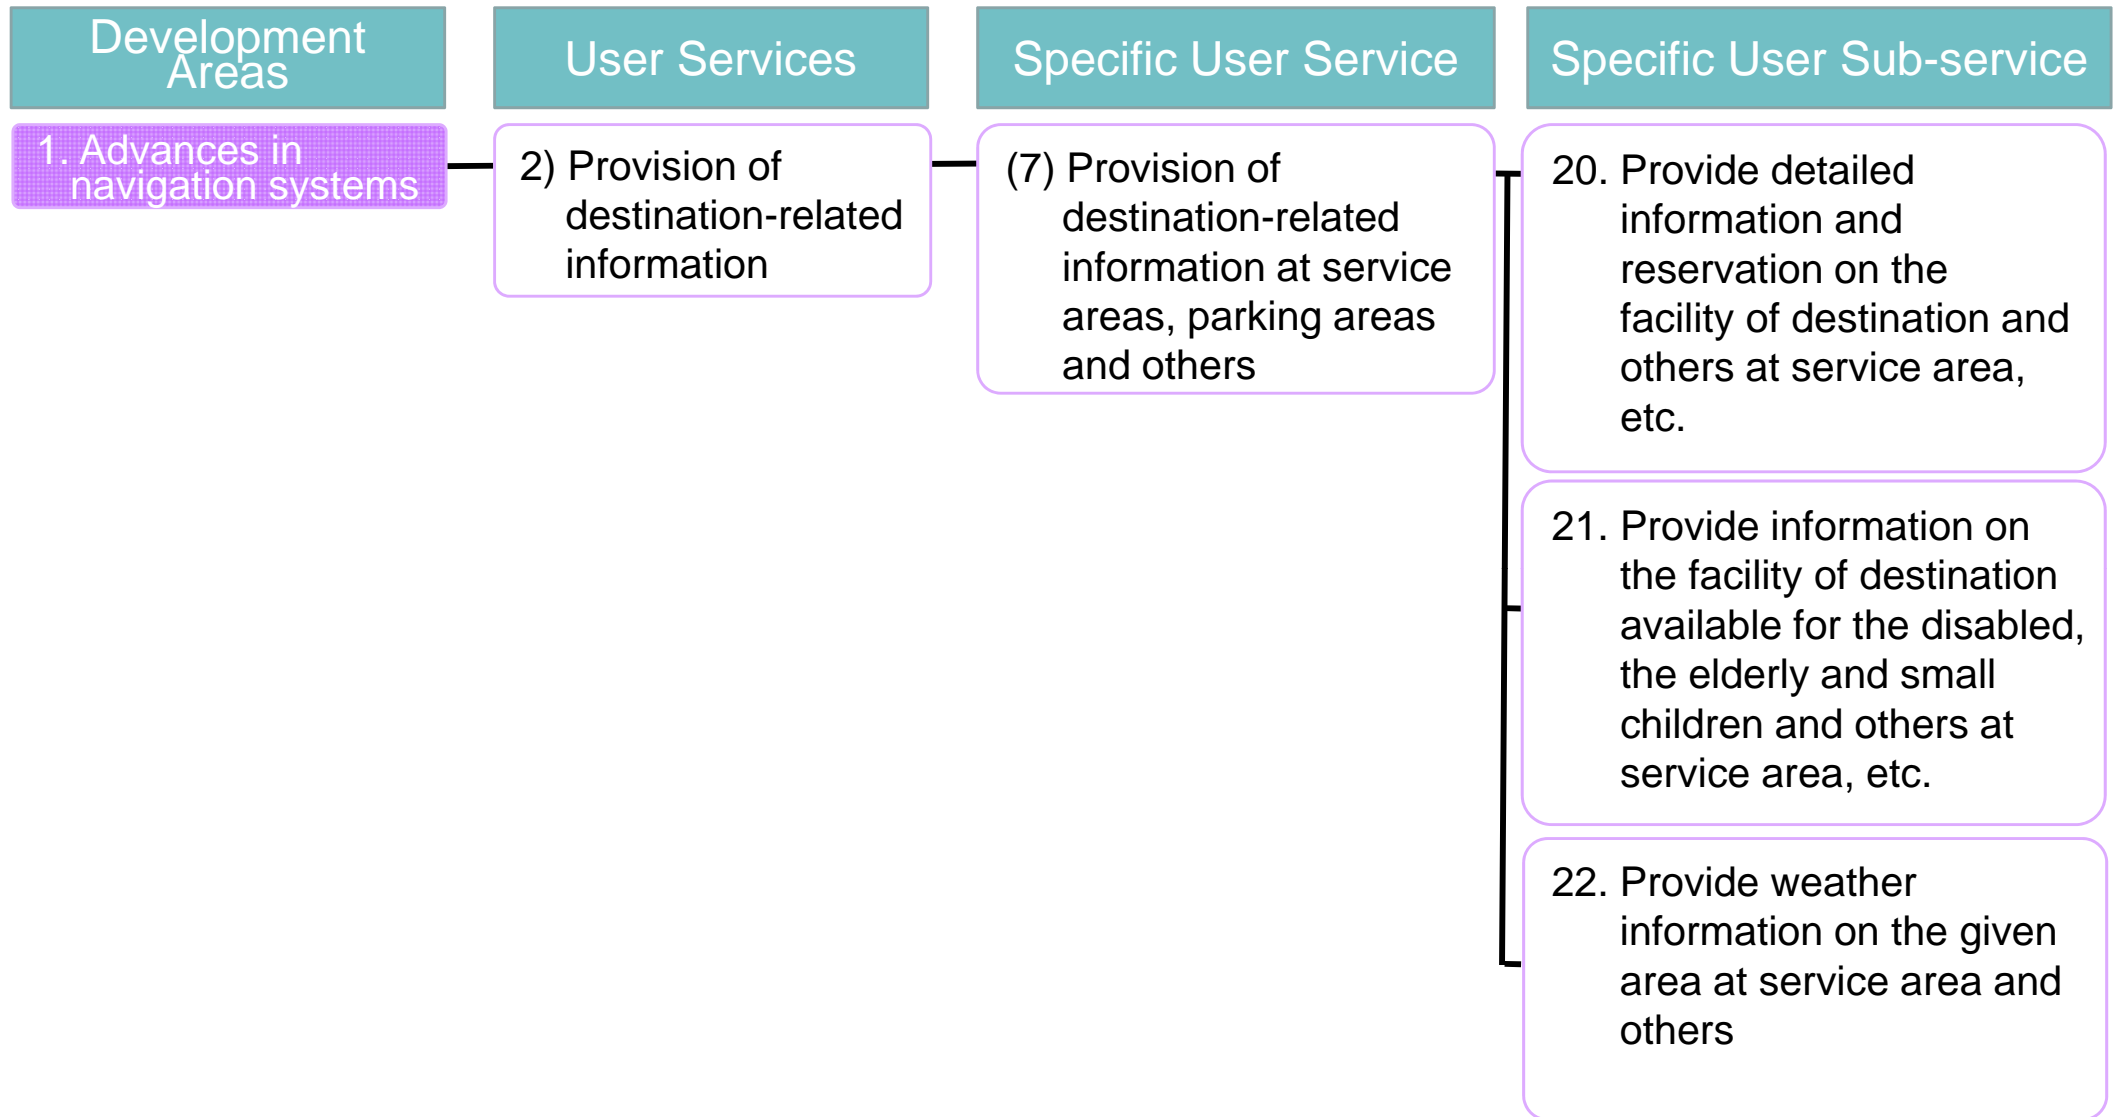 Development
Areas
User Services
Specific User Service
Specific User Sub-service
1. Advances in
navigation systems
2) Provision of
destination-related
information
(7) Provision of
destination-related
information at service
areas, parking areas
and others
20. Provide detailed
information and
reservation on the
facility of destination and
others at service area,
etc.
21. Provide information on
the facility of destination
available for the disabled,
the elderly and small
children and others at
service area, etc.
22. Provide weather
information on the given
area at service area and
others